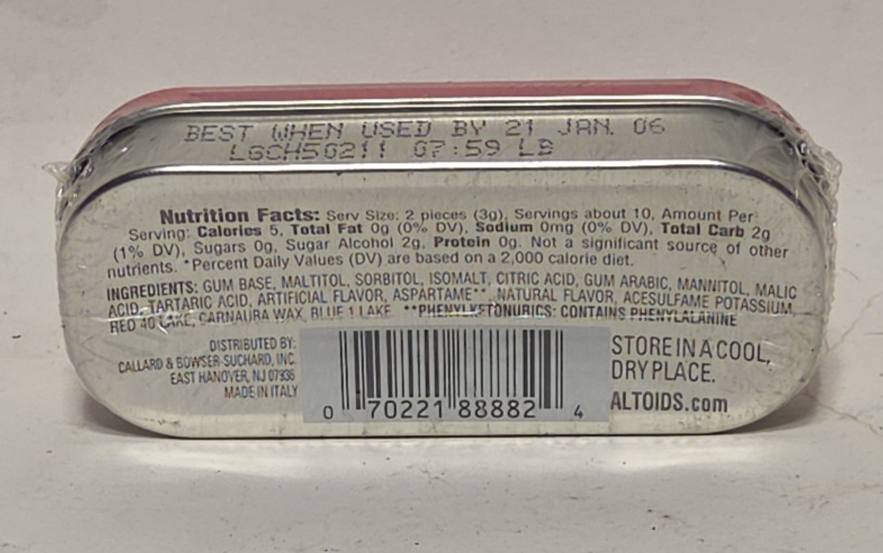 BEST WHEN USED BY 21 JAN. 06
LGCH50211 07:59 LB
Nutrition Facts: Serv Size: 2 pieces (3g), Servings about 10, Amount Per
Serving: Calories 5, Total Fat 0g (0% DV), Sodium 0mg (0% DV), Total Carb 2g
(1% DV), Sugars 0g, Sugar Alcohol 2g, Protein 0g. Not a significant source of other
nutrients. *Percent Daily Values (DV) are based on a 2,000 calorie diet.
INGREDIENTS: GUM BASE, MALTITOL, SORBITOL, ISOMALT, CITRIC ACID, GUM ARABIC, MANNITOL, MALIC
ACID, TARTARIC ACID, ARTIFICIAL FLAVOR, ASPARTAME**, NATURAL FLAVOR, ACESULFAME POTASSIUM,
RED 40 LAKE, CARNAUBA WAX, BLUE 1 LAKE. **PHENYLKETONURICS: CONTAINS PHENYLALANINE
DISTRIBUTED BY:
CALLARD & BOWSER-SUCHARD, INC.
EAST HANOVER, NJ 07936
MADE IN ITALY
0 70221 88882 4
STORE IN A COOL,
DRY PLACE.
ALTOIDS.com